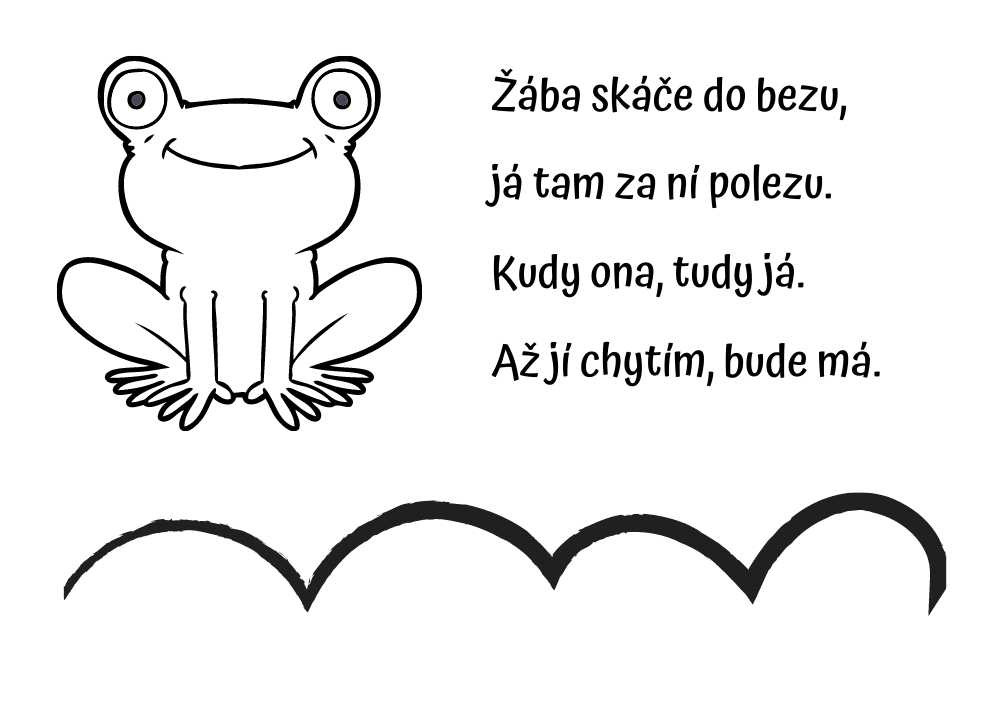 Žába skáče do bezu,
já tam za ní polezu.
Kudy ona, tudy já.
Až jí chytím, bude má.